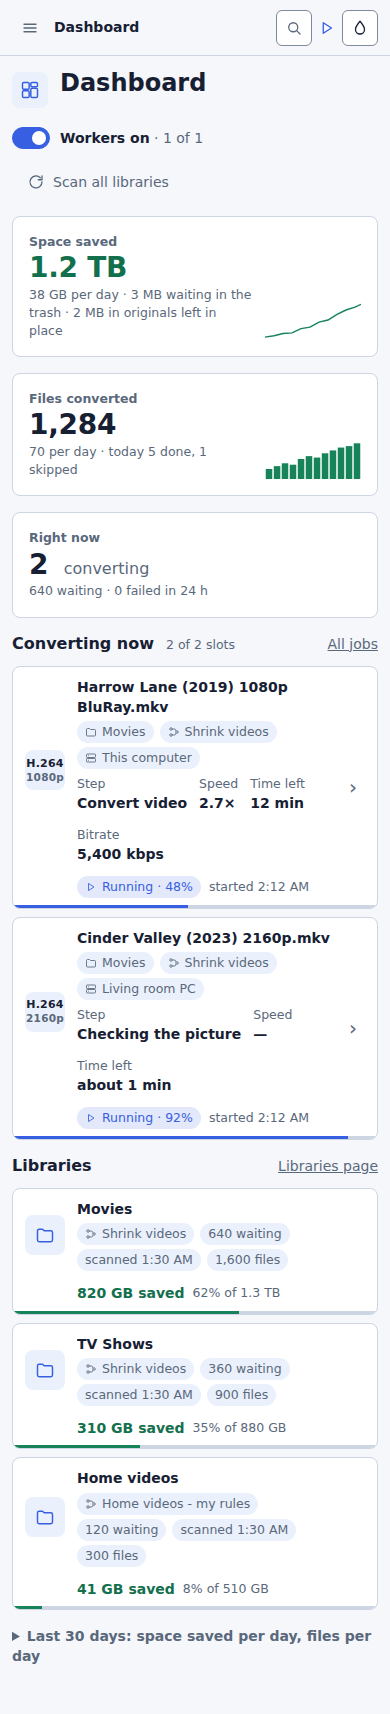 Dashboard
Dashboard
Workers on · 1 of 1
Scan all libraries
Space saved
1.2 TB
38 GB per day · 3 MB waiting in the
trash · 2 MB in originals left in
place
Files converted
1,284
70 per day · today 5 done, 1
skipped
Right now
2 converting
640 waiting · 0 failed in 24 h
Converting now 2 of 2 slots All jobs
Harrow Lane (2019) 1080p
BluRay.mkv
H.264
1080p
Movies Shrink videos
This computer
Step Speed Time left
Convert video 2.7× 12 min
Bitrate
5,400 kbps
Running · 48% started 2:12 AM
Cinder Valley (2023) 2160p.mkv
H.264
2160p
Movies Shrink videos
Living room PC
Step Speed
Checking the picture —
Time left
about 1 min
Running · 92% started 2:12 AM
Libraries Libraries page
Movies
Shrink videos 640 waiting
scanned 1:30 AM 1,600 files
820 GB saved 62% of 1.3 TB
TV Shows
Shrink videos 360 waiting
scanned 1:30 AM 900 files
310 GB saved 35% of 880 GB
Home videos
Home videos - my rules
120 waiting scanned 1:30 AM
300 files
41 GB saved 8% of 510 GB
Last 30 days: space saved per day, files per
day